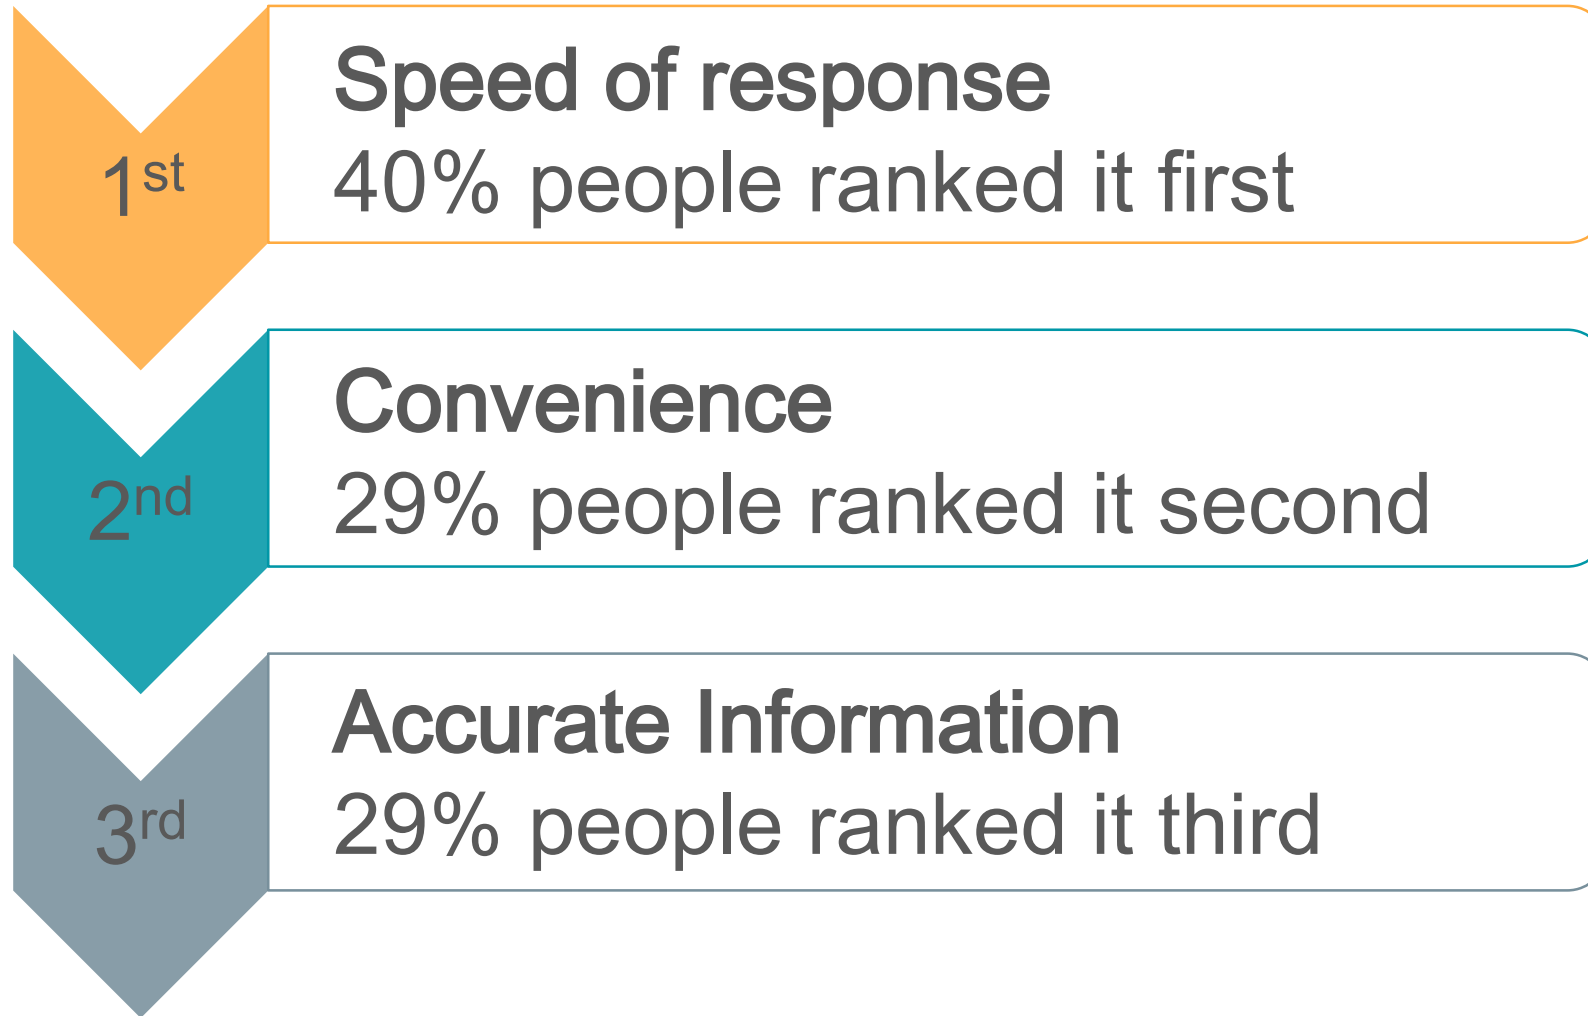 1st
Speed of response
40% people ranked it first
2nd
Convenience
29% people ranked it second
3rd
Accurate Information
29% people ranked it third